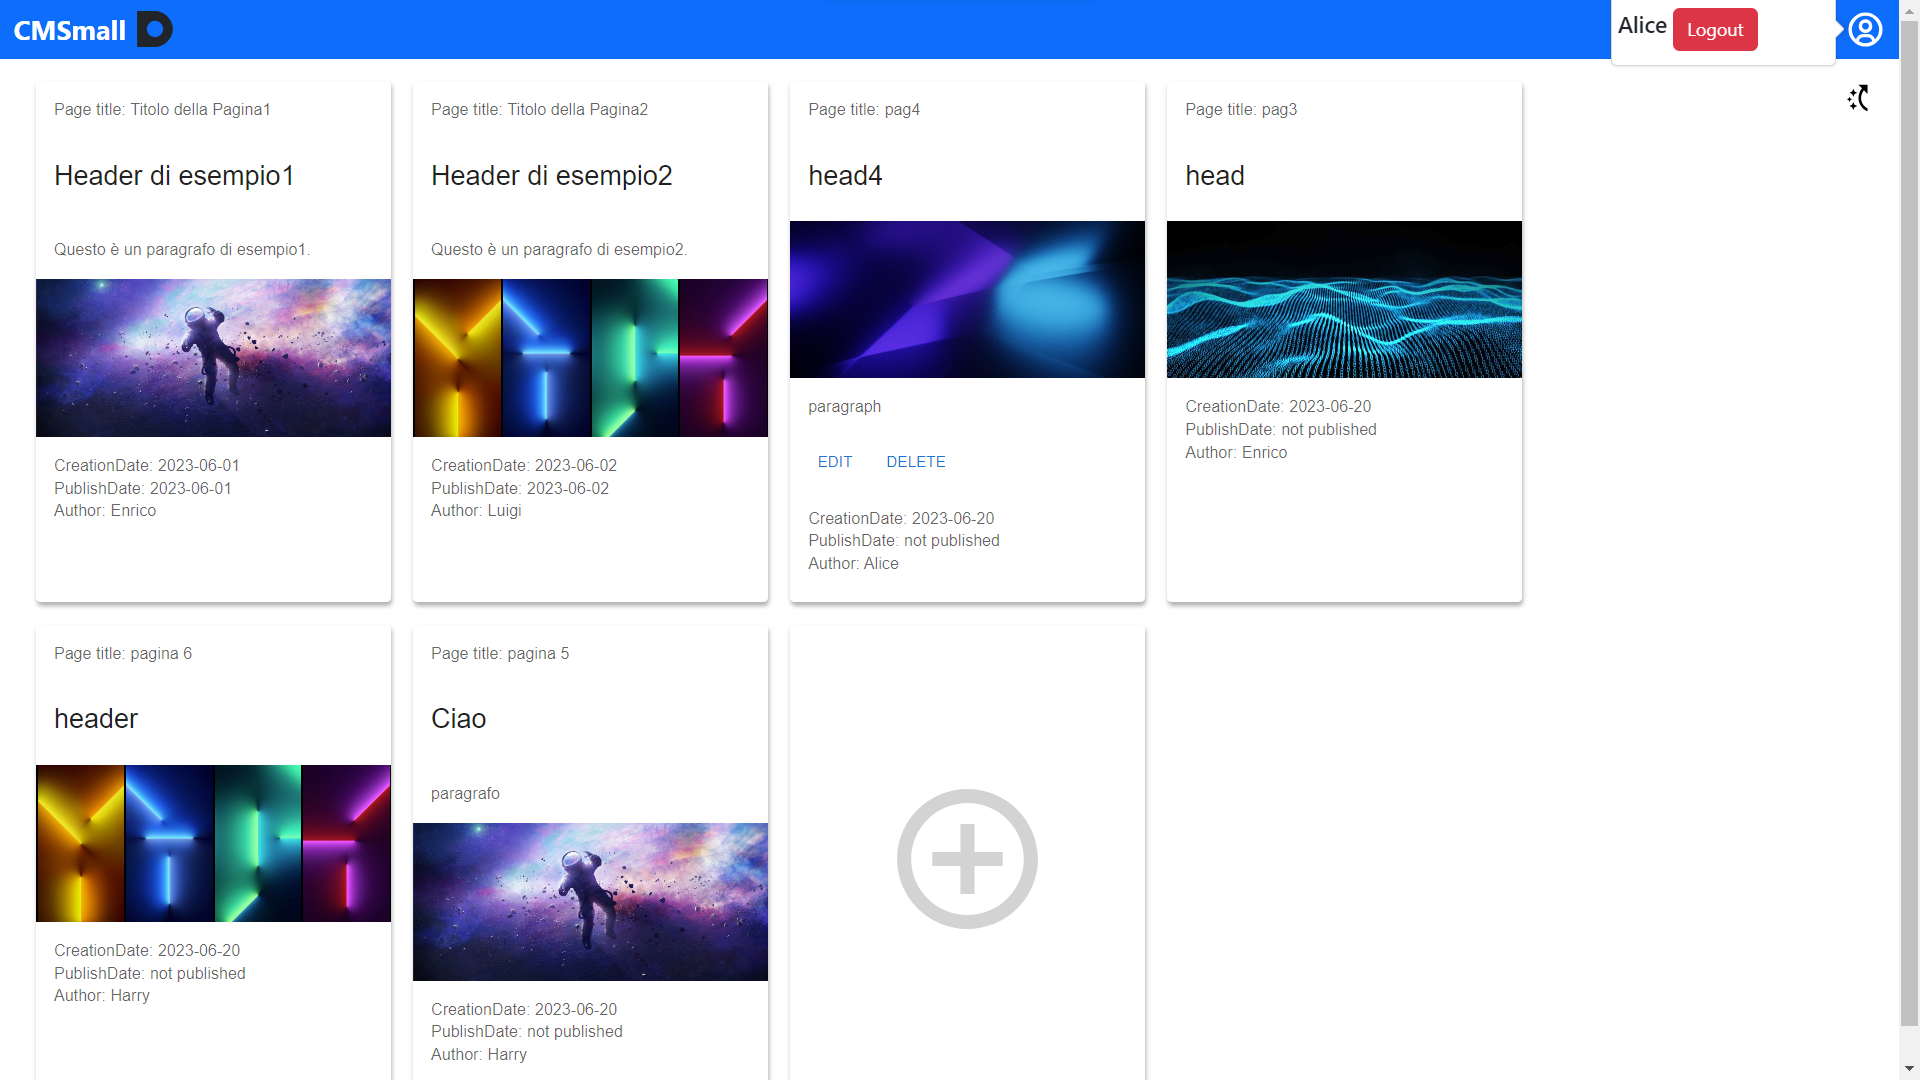 CMSmall
Alice
Logout
Page title: Titolo della Pagina1
Header di esempio1
Questo è un paragrafo di esempio1.
CreationDate: 2023-06-01
PublishDate: 2023-06-01
Author: Enrico
Page title: Titolo della Pagina2
Header di esempio2
Questo è un paragrafo di esempio2.
CreationDate: 2023-06-02
PublishDate: 2023-06-02
Author: Luigi
Page title: pag4
head4
paragraph
EDIT DELETE
CreationDate: 2023-06-20
PublishDate: not published
Author: Alice
Page title: pag3
head
CreationDate: 2023-06-20
PublishDate: not published
Author: Enrico
Page title: pagina 6
header
CreationDate: 2023-06-20
PublishDate: not published
Author: Harry
Page title: pagina 5
Ciao
paragrafo
CreationDate: 2023-06-20
PublishDate: not published
Author: Harry